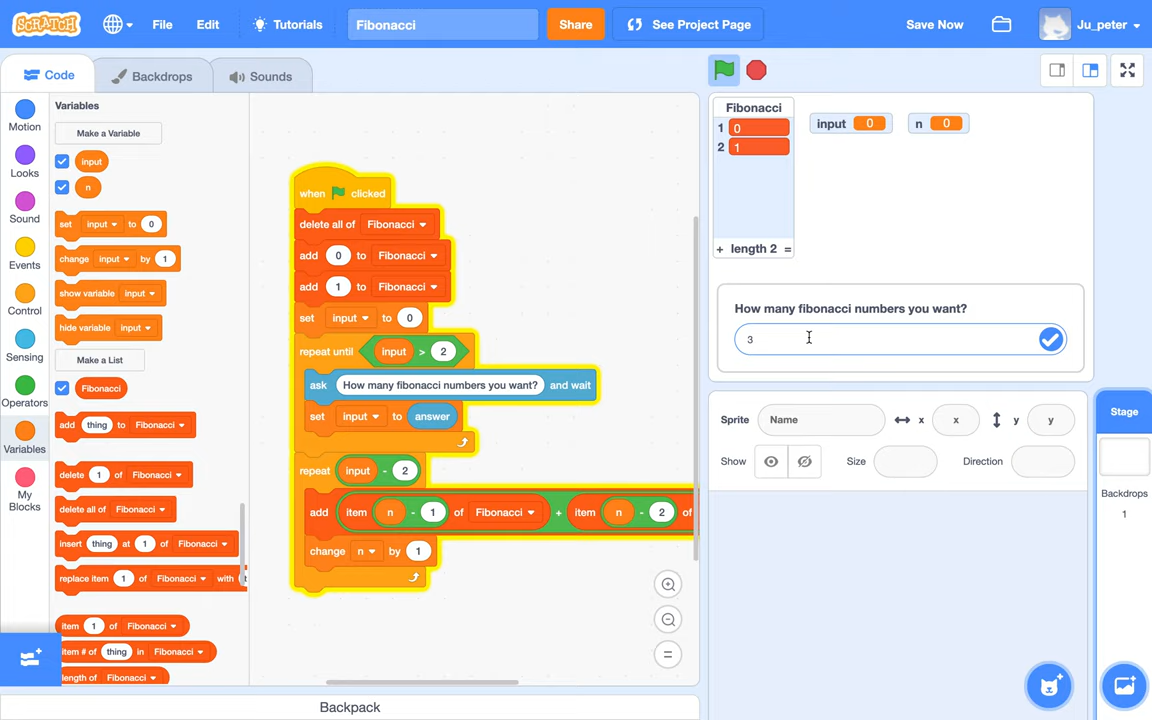 SCRATCH File Edit Tutorials Fibonacci Share See Project Page Save Now Ju_peter
Code Backdrops Sounds
Motion
Looks
Sound
Events
Control
Sensing
Operators
Variables
My
Blocks
Variables
Make a Variable
input
n
set input to 0
change input by 1
show variable input
hide variable input
Make a List
Fibonacci
add thing to Fibonacci
delete 1 of Fibonacci
delete all of Fibonacci
insert thing at 1 of Fibonacci
replace item 1 of Fibonacci with
item 1 of Fibonacci
item # of thing in Fibonacci
length of Fibonacci
when clicked
delete all of Fibonacci
add 0 to Fibonacci
add 1 to Fibonacci
set input to 0
repeat until input > 2
ask How many fibonacci numbers you want? and wait
set input to answer
repeat input - 2
add item n - 1 of Fibonacci + item n - 2 of
change n by 1
Backpack
Fibonacci
1 0
2 1
+ length 2 =
input 0
n 0
How many fibonacci numbers you want?
3
Sprite Name x x y y
Show Size Direction
Stage
Backdrops
1